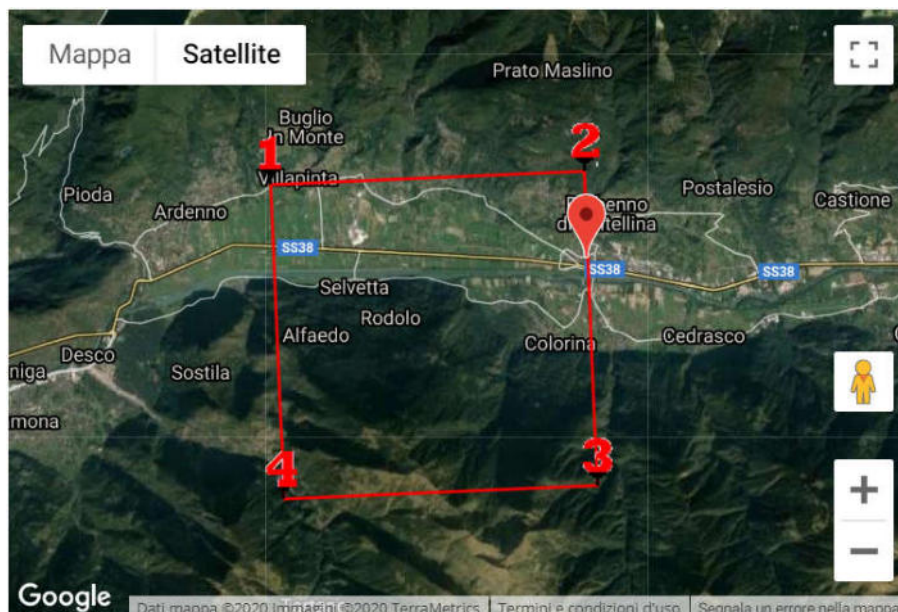 Mappa
Satellite
Prato Maslino
Buglio
In Monte
2
1
Villapinta
Pioda
Postalesio
Ardenno
Castione
SS38
SS38
SS38
Selvetta
Rodolo
Alfaedo
Colorina
Cedrasco
Desco
Sostila
niga
mona
3
4
+
−
Google
Dati mappa ©2020 Immagini ©2020 TerraMetrics
Termini e condizioni d'uso
Segnala un errore nella mappa